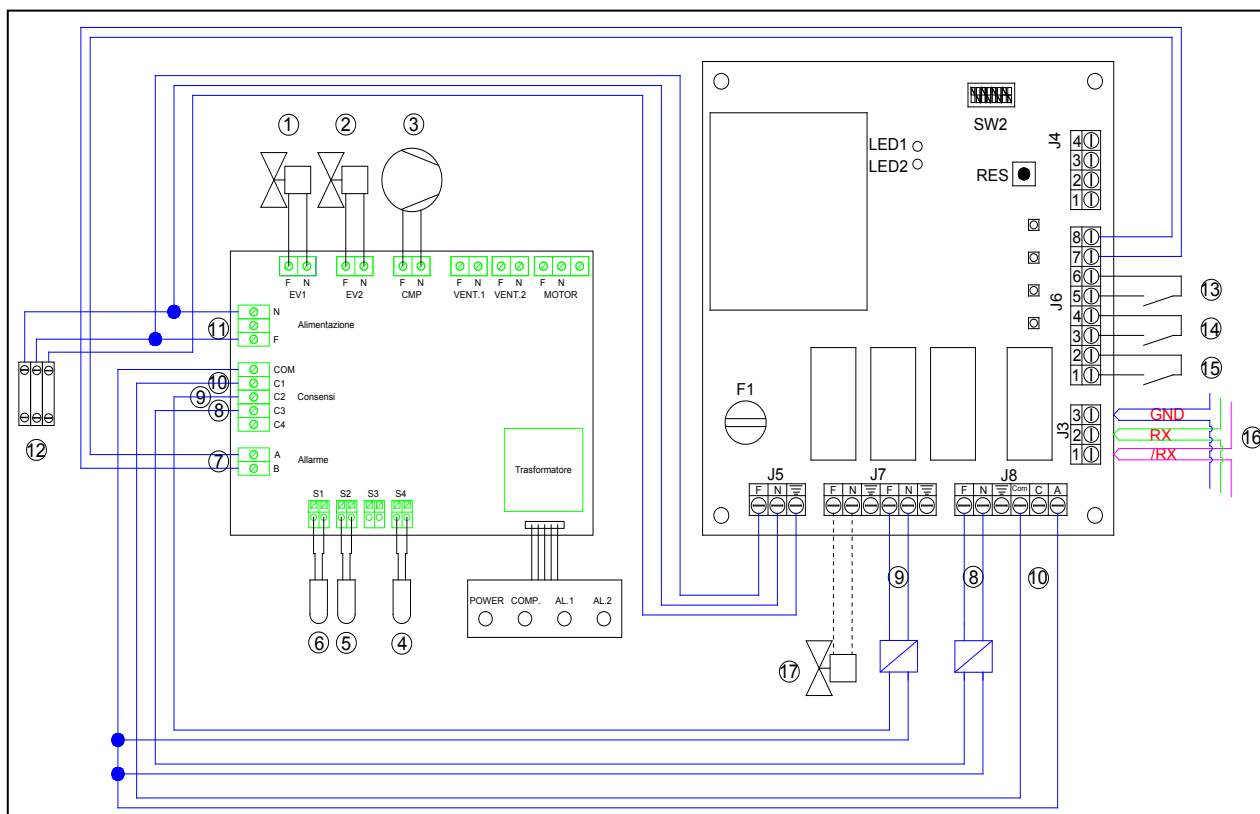 1 2 3
SW2
LED1
LED2
RES
J4
4
3
2
1
F N F N F N F N F N F N
EV1 EV2 CMP VENT.1 VENT.2 MOTOR
11 N
Alimentazione
F
COM
10 C1
9 C2 Consensi
8 C3
C4
7 A
Allarme
B
12
S1 S2 S3 S4
Trasformatore
6 5 4
POWER COMP. AL.1 AL.2
J6
8
7
6
5 13
4
3 14
2
1 15
F1
J3
3 GND
2 RX 16
1 /RX
J5 J7 J8
F N F N F N F N Com C A
9 8 10
17